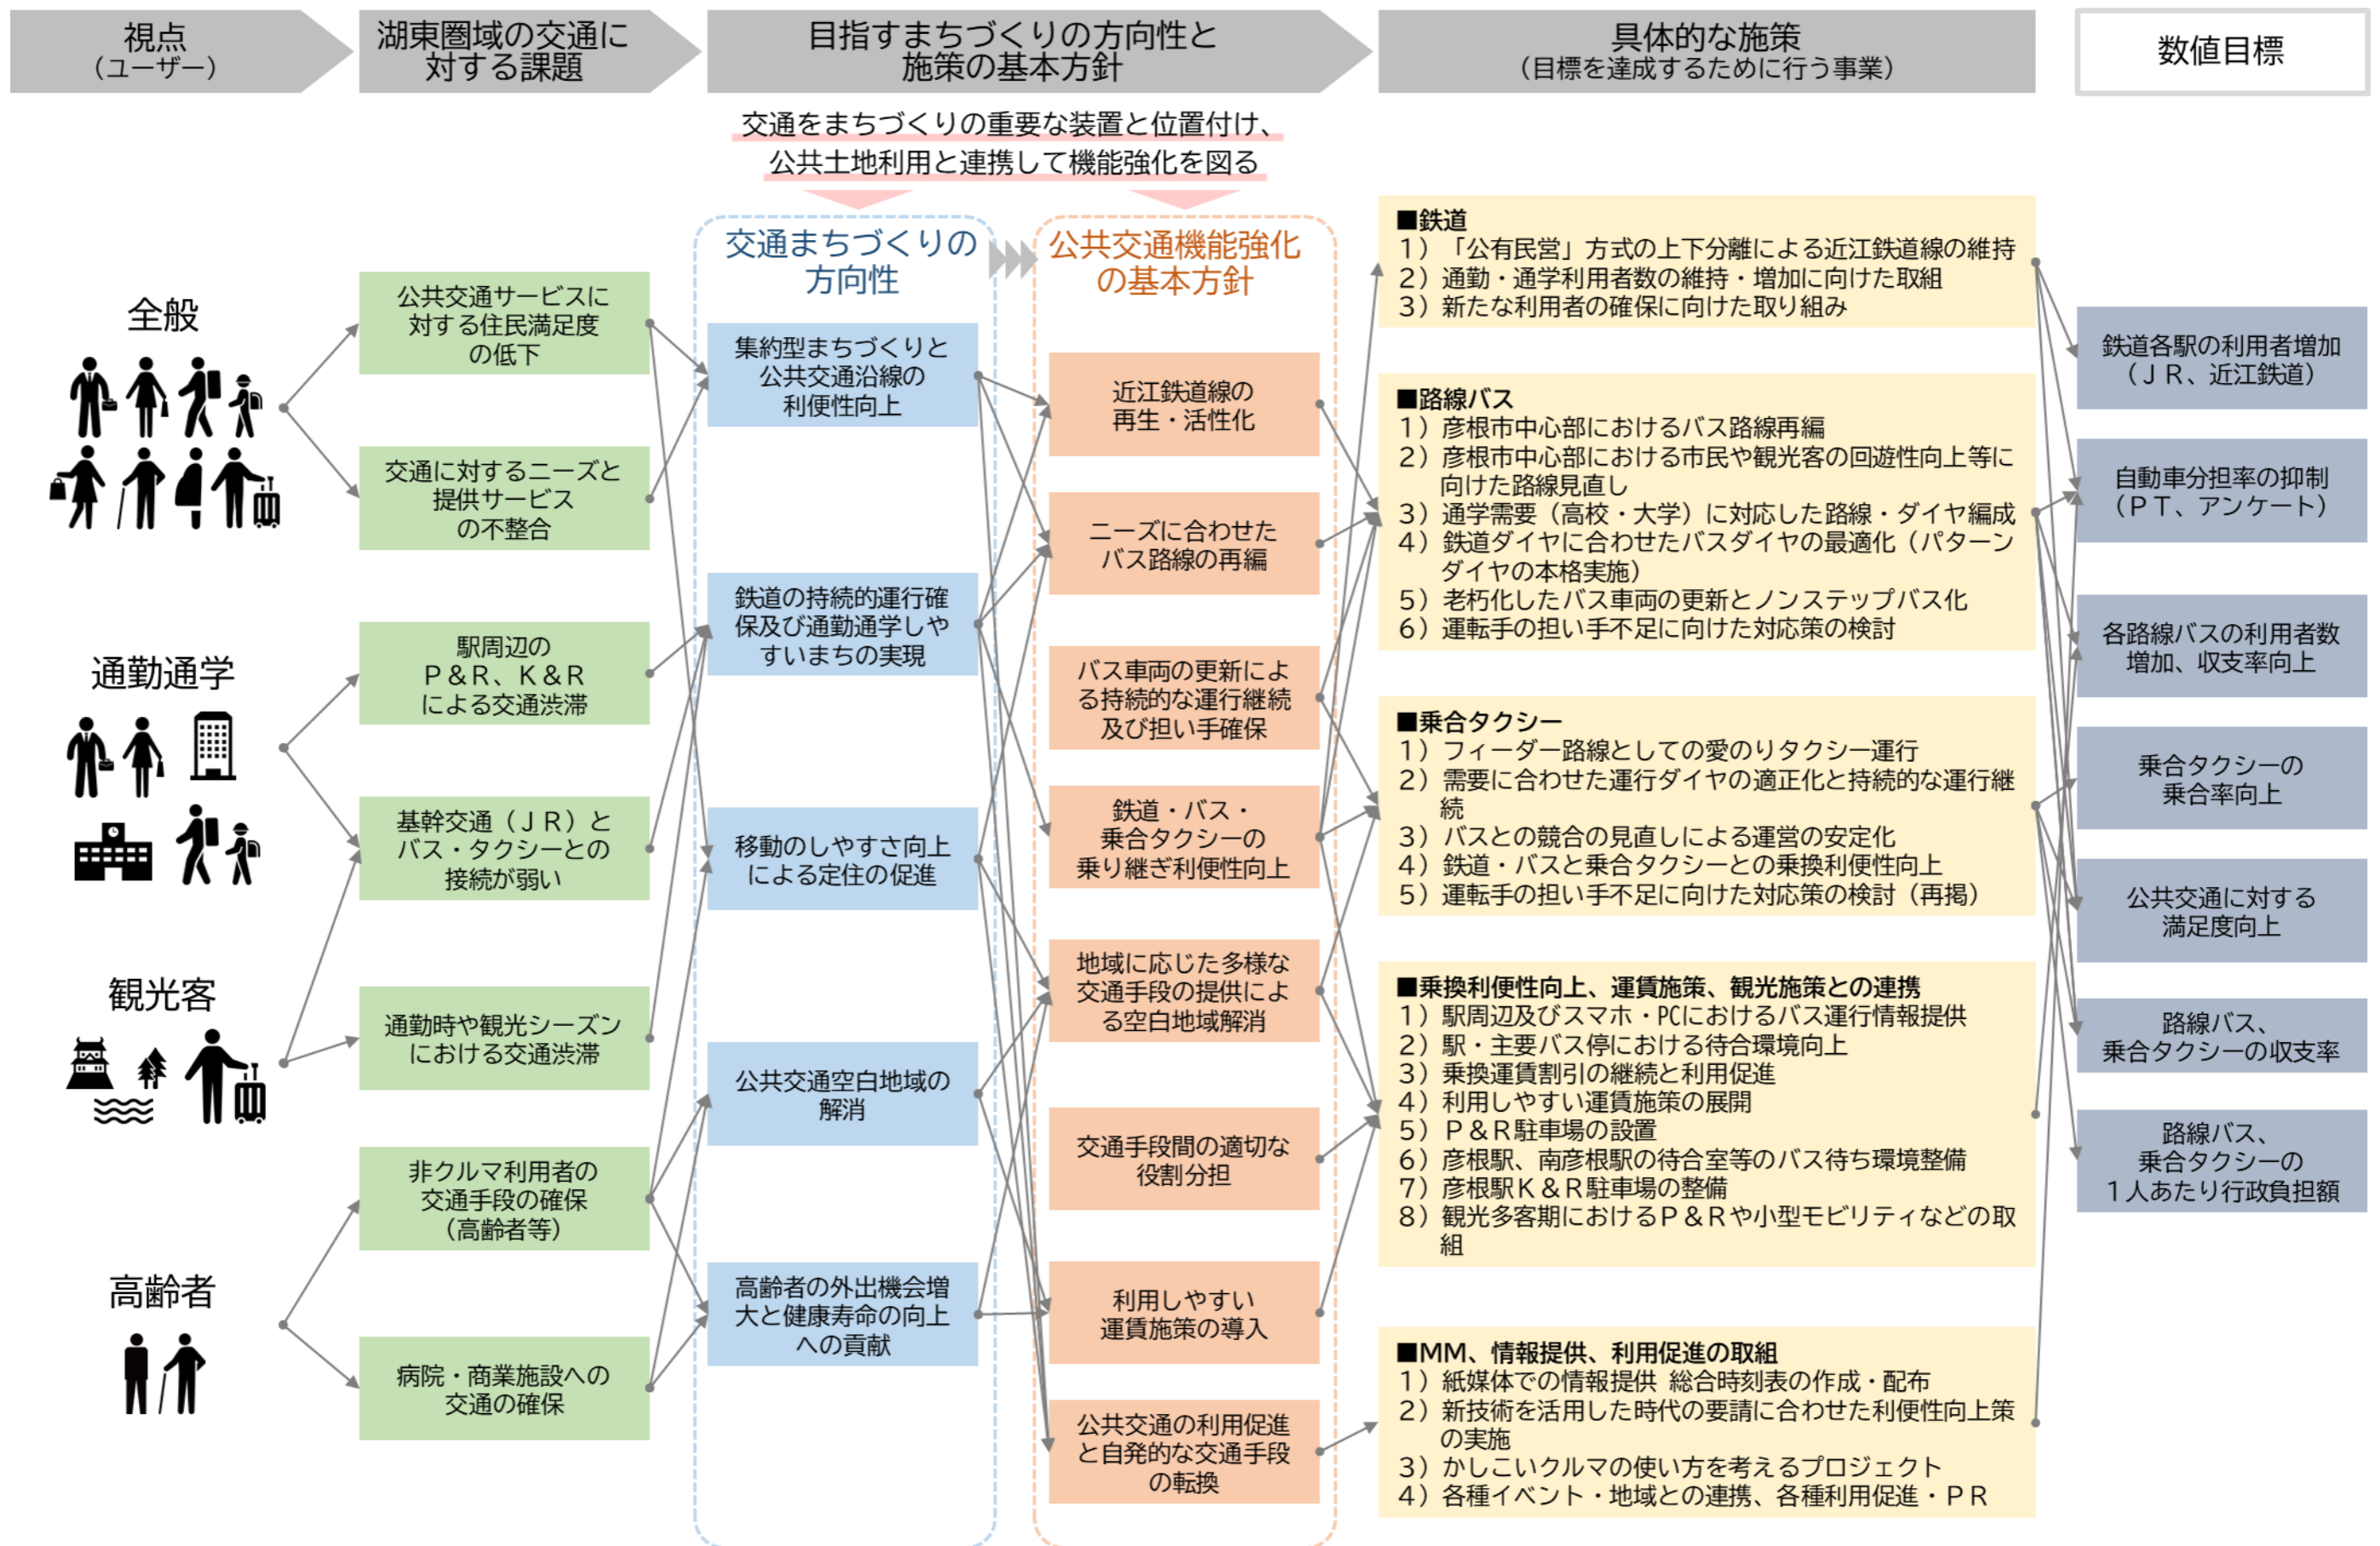 視点
（ユーザー）
湖東圏域の交通に
対する課題
目指すまちづくりの方向性と
施策の基本方針
具体的な施策
（目標を達成するために行う事業）
数値目標
交通をまちづくりの重要な装置と位置付け、
公共土地利用と連携して機能強化を図る
全般
通勤通学
観光客
高齢者
公共交通サービスに
対する住民満足度
の低下
交通に対するニーズと
提供サービス
の不整合
駅周辺の
Ｐ＆Ｒ、Ｋ＆Ｒ
による交通渋滞
基幹交通（ＪＲ）と
バス・タクシーとの
接続が弱い
通勤時や観光シーズン
における交通渋滞
非クルマ利用者の
交通手段の確保
（高齢者等）
病院・商業施設への
交通の確保
交通まちづくりの
方向性
集約型まちづくりと
公共交通沿線の
利便性向上
鉄道の持続的運行確
保及び通勤通学しや
すいまちの実現
移動のしやすさ向上
による定住の促進
公共交通空白地域の
解消
高齢者の外出機会増
大と健康寿命の向上
への貢献
公共交通機能強化
の基本方針
近江鉄道線の
再生・活性化
ニーズに合わせた
バス路線の再編
バス車両の更新によ
る持続的な運行継続
及び担い手確保
鉄道・バス・
乗合タクシーの
乗り継ぎ利便性向上
地域に応じた多様な
交通手段の提供によ
る空白地域解消
交通手段間の適切な
役割分担
利用しやすい
運賃施策の導入
公共交通の利用促進
と自発的な交通手段
の転換
■鉄道
１）「公有民営」方式の上下分離による近江鉄道線の維持
２）通勤・通学利用者数の維持・増加に向けた取組
３）新たな利用者の確保に向けた取り組み
■路線バス
１）彦根市中心部におけるバス路線再編
２）彦根市中心部における市民や観光客の回遊性向上等に
向けた路線見直し
３）通学需要（高校・大学）に対応した路線・ダイヤ編成
４）鉄道ダイヤに合わせたバスダイヤの最適化（パターン
ダイヤの本格実施）
５）老朽化したバス車両の更新とノンステップバス化
６）運転手の担い手不足に向けた対応策の検討
■乗合タクシー
１）フィーダー路線としての愛のりタクシー運行
２）需要に合わせた運行ダイヤの適正化と持続的な運行継
続
３）バスとの競合の見直しによる運営の安定化
４）鉄道・バスと乗合タクシーとの乗換利便性向上
５）運転手の担い手不足に向けた対応策の検討（再掲）
■乗換利便性向上、運賃施策、観光施策との連携
１）駅周辺及びスマホ・PCにおけるバス運行情報提供
２）駅・主要バス停における待合環境向上
３）乗換運賃割引の継続と利用促進
４）利用しやすい運賃施策の展開
５）Ｐ＆Ｒ駐車場の設置
６）彦根駅、南彦根駅の待合室等のバス待ち環境整備
７）彦根駅Ｋ＆Ｒ駐車場の整備
８）観光多客期におけるＰ＆Ｒや小型モビリティなどの取
組
■ＭＭ、情報提供、利用促進の取組
１）紙媒体での情報提供 総合時刻表の作成・配布
２）新技術を活用した時代の要請に合わせた利便性向上策
の実施
３）かしこいクルマの使い方を考えるプロジェクト
４）各種イベント・地域との連携、各種利用促進・ＰＲ
鉄道各駅の利用者増加
（ＪＲ、近江鉄道）
自動車分担率の抑制
（ＰＴ、アンケート）
各路線バスの利用者数
増加、収支率向上
乗合タクシーの
乗合率向上
公共交通に対する
満足度向上
路線バス、
乗合タクシーの収支率
路線バス、
乗合タクシーの
１人あたり行政負担額